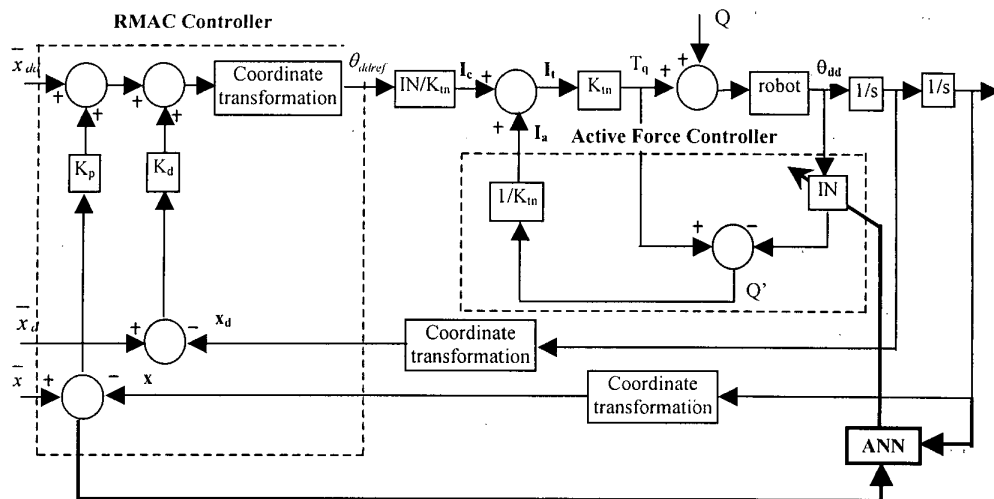 RMAC Controller
Q
x̄dd
+
+
+
+
Coordinate
transformation
θddref
IN/Ktn
Ic
+
+
It
Ktn
Tq
+
+
robot
θdd
1/s
1/s
Ia
Active Force Controller
Kp
Kd
1/Ktn
IN
+
−
Q’
x̄d
+
−
xd
Coordinate
transformation
x̄
+
−
x
Coordinate
transformation
ANN